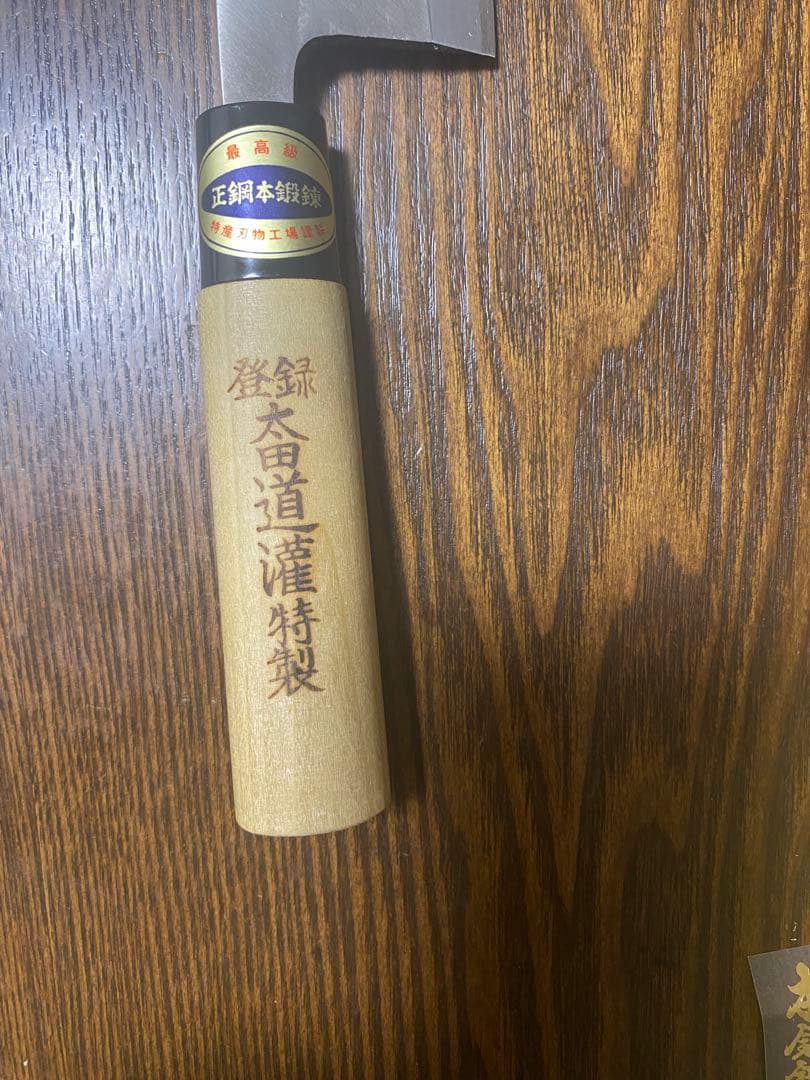 最高級
正鋼本鍛錬
特産刃物工場謹製
登録
太田道灌特製